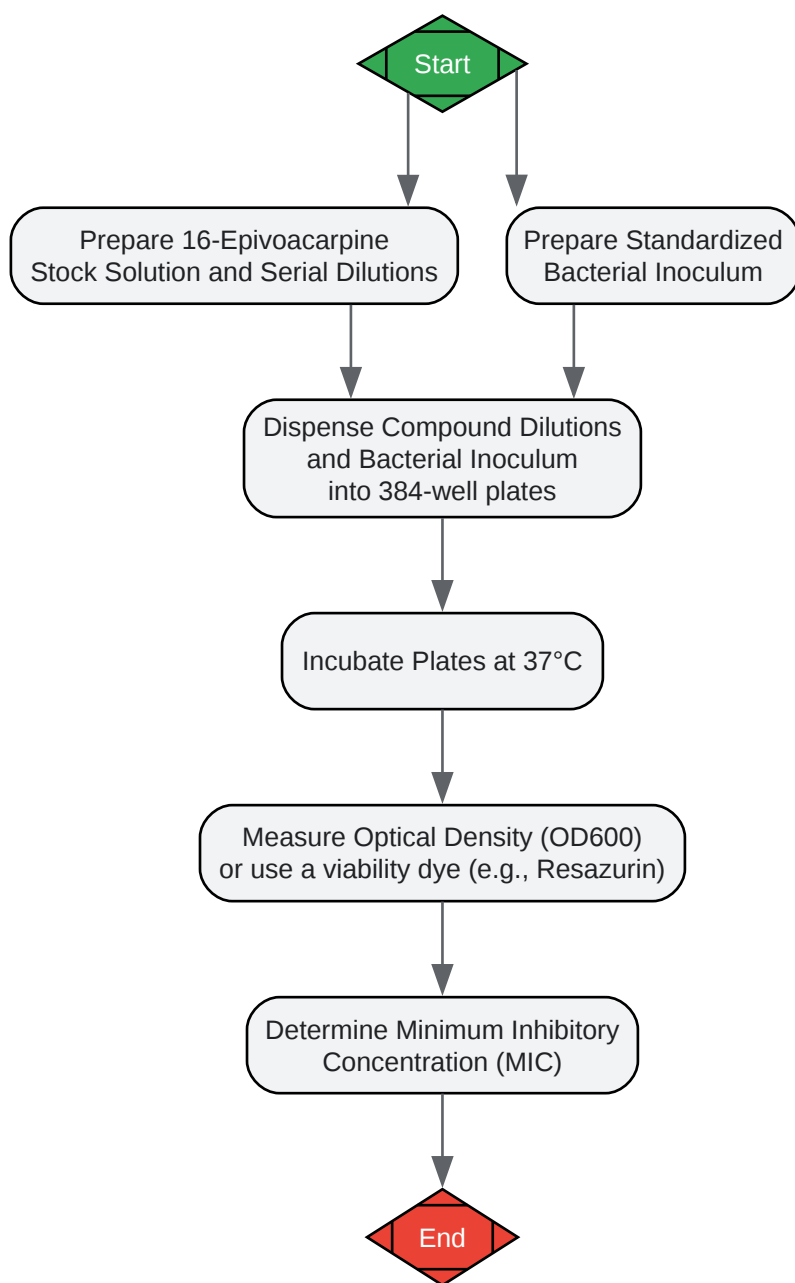 Start
Prepare 16-Epivoacarpine
Stock Solution and Serial Dilutions
Prepare Standardized
Bacterial Inoculum
Dispense Compound Dilutions
and Bacterial Inoculum
into 384-well plates
Incubate Plates at 37°C
Measure Optical Density (OD600)
or use a viability dye (e.g., Resazurin)
Determine Minimum Inhibitory
Concentration (MIC)
End